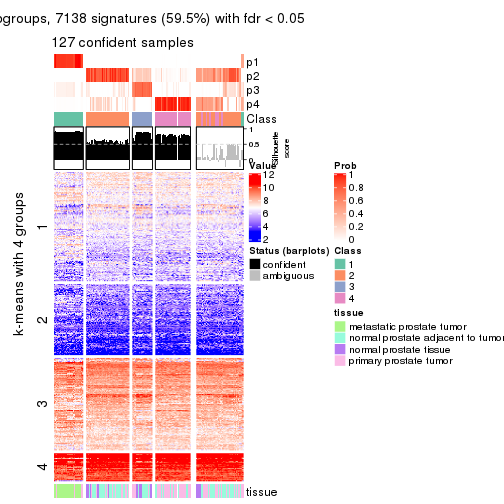 ogroups, 7138 signatures (59.5%) with fdr < 0.05
127 confident samples
p1
p2
p3
p4
Class
1
0.5
0
Silhouette
score
k-means with 4 groups
1
2
3
4
tissue
Value
12
10
8
6
4
2
Prob
1
0.8
0.6
0.4
0.2
0
Status (barplots)
confident
ambiguous
Class
1
2
3
4
tissue
metastatic prostate tumor
normal prostate adjacent to tumor
normal prostate tissue
primary prostate tumor